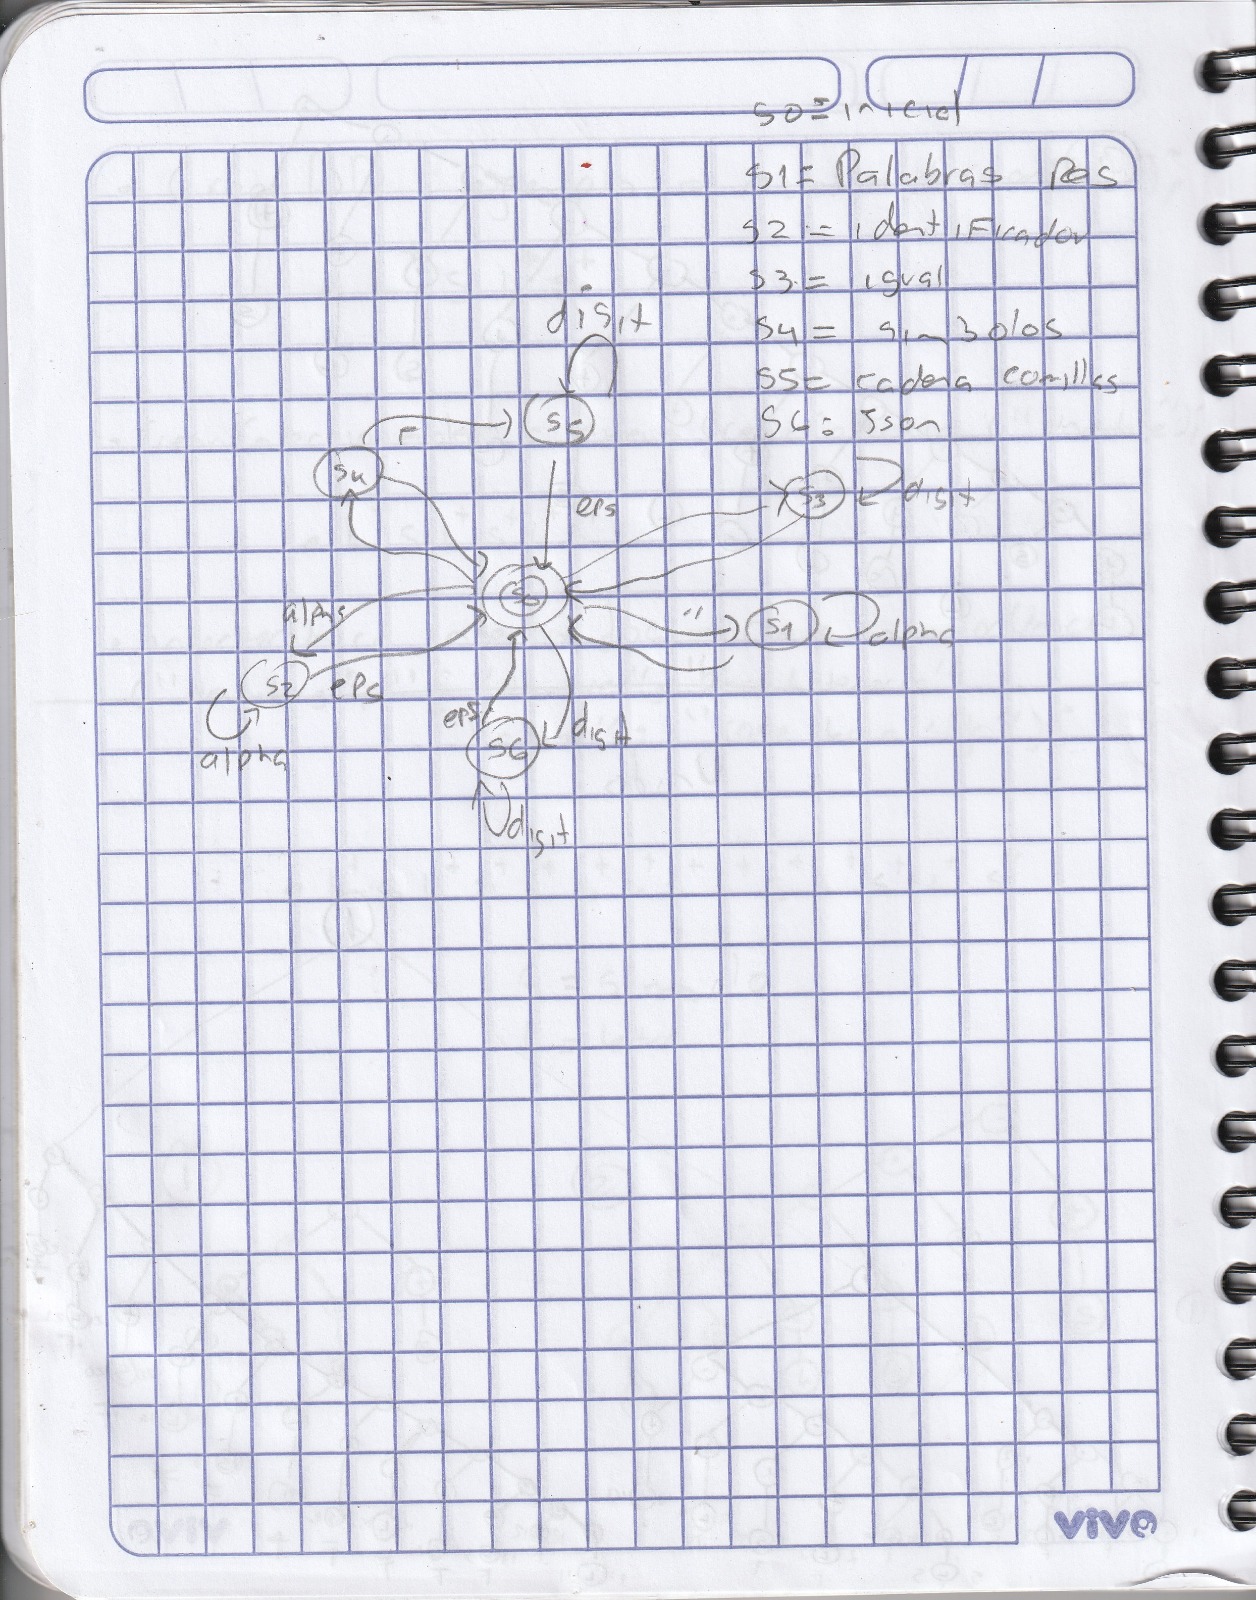 S0 = inicial
S1 = Palabras Res
S2 = identificador
S3 = igual
S4 = simbolos
S5 = cadena comillas
S6 = Json
digit
S5
S4
eps
S3
digit
S0
alpha
"
S1
alpha
S2
eps
eps
digit
S6
alpha
digit
vive